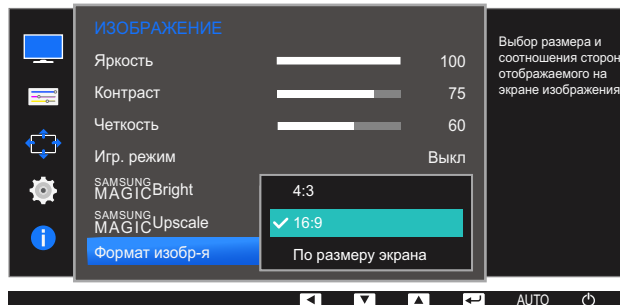 ИЗОБРАЖЕНИЕ
Яркость 100
Контраст 75
Четкость 60
Игр. режим Выкл
SAMSUNG MAGIC Bright
SAMSUNG MAGIC Upscale
Формат изобр-я
4:3
16:9
По размеру экрана
Выбор размера и
соотношения сторон
отображаемого на
экране изображения
AUTO